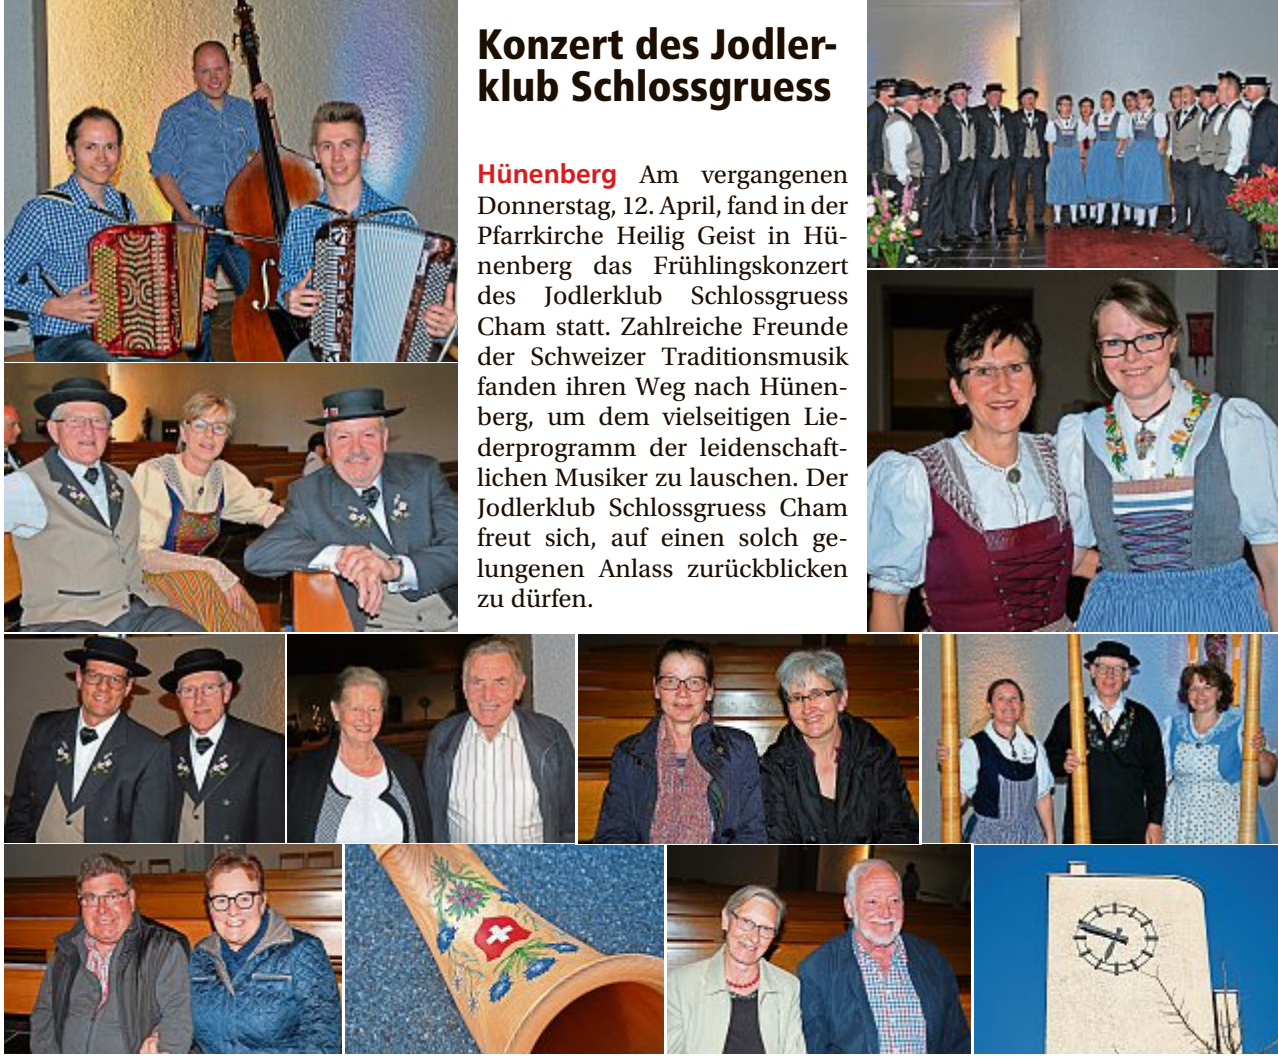 Konzert des Jodler-
klub Schlossgruess
Hünenberg Am vergangenen
Donnerstag, 12. April, fand in der
Pfarrkirche Heilig Geist in Hü-
nenberg das Frühlingskonzert
des Jodlerklub Schlossgruess
Cham statt. Zahlreiche Freunde
der Schweizer Traditionsmusik
fanden ihren Weg nach Hünen-
berg, um dem vielseitigen Lie-
derprogramm der leidenschaft-
lichen Musiker zu lauschen. Der
Jodlerklub Schlossgruess Cham
freut sich, auf einen solch ge-
lungenen Anlass zurückblicken
zu dürfen.